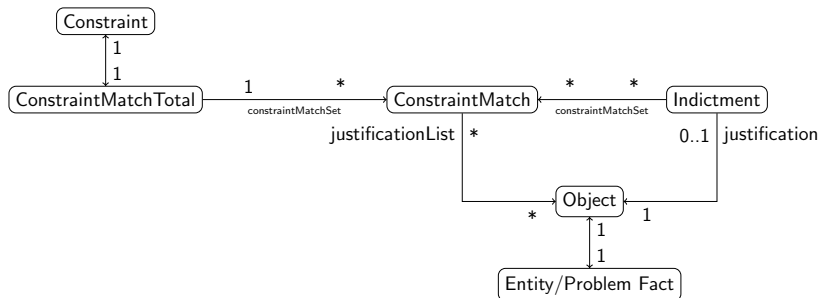 Constraint
1
1
ConstraintMatchTotal
1
*
constraintMatchSet
ConstraintMatch
*
*
constraintMatchSet
Indictment
justificationList
*
0..1
justification
Object
*
1
1
1
Entity/Problem Fact